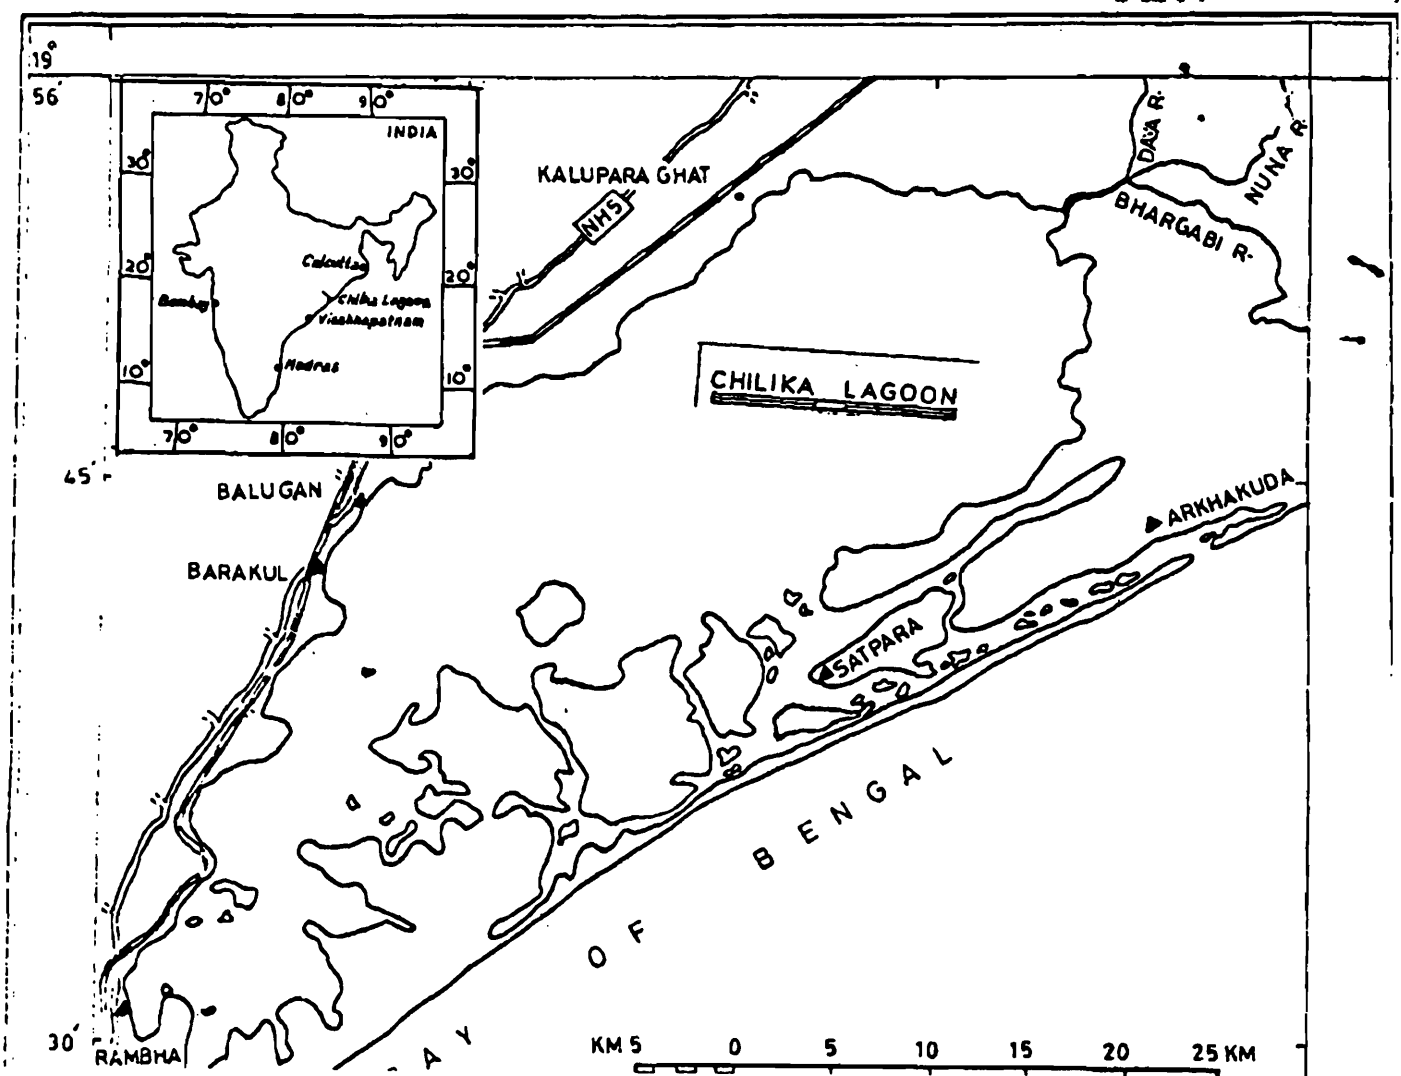 19°
56'
70° 80° 90°
INDIA
30° 30°
Calcutta
20° 20°
Chilka Lagoon
Bombay
Visakhapatnam
Madras
10° 10°
70° 80° 90°
KALUPARA GHAT
NH5
DAYA R.
NUNA R.
BHARGABI R.
CHILIKA LAGOON
45'
BALUGAN
BARAKUL
ARKHAKUDA
SATPARA
BAY OF BENGAL
30'
RAMBHA
KM 5 0 5 10 15 20 25 KM